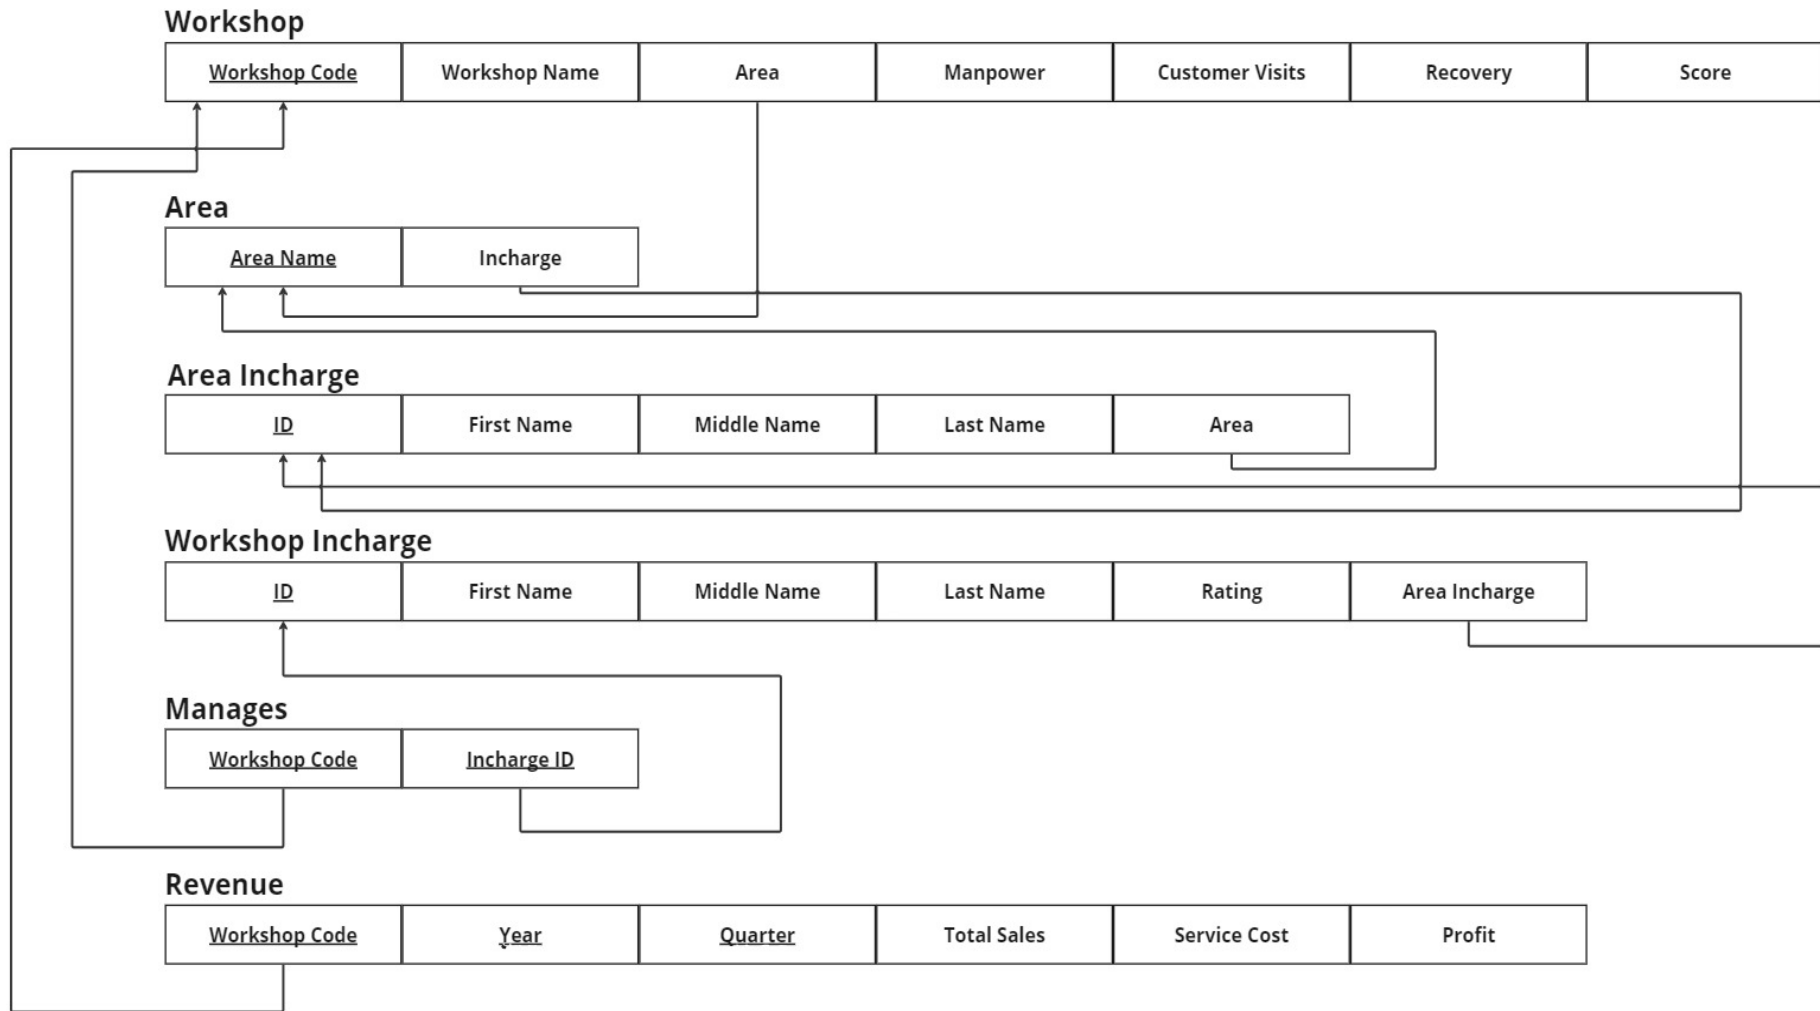 Workshop
Workshop Code Workshop Name Area Manpower Customer Visits Recovery Score
Area
Area Name Incharge
Area Incharge
ID First Name Middle Name Last Name Area
Workshop Incharge
ID First Name Middle Name Last Name Rating Area Incharge
Manages
Workshop Code Incharge ID
Revenue
Workshop Code Year Quarter Total Sales Service Cost Profit